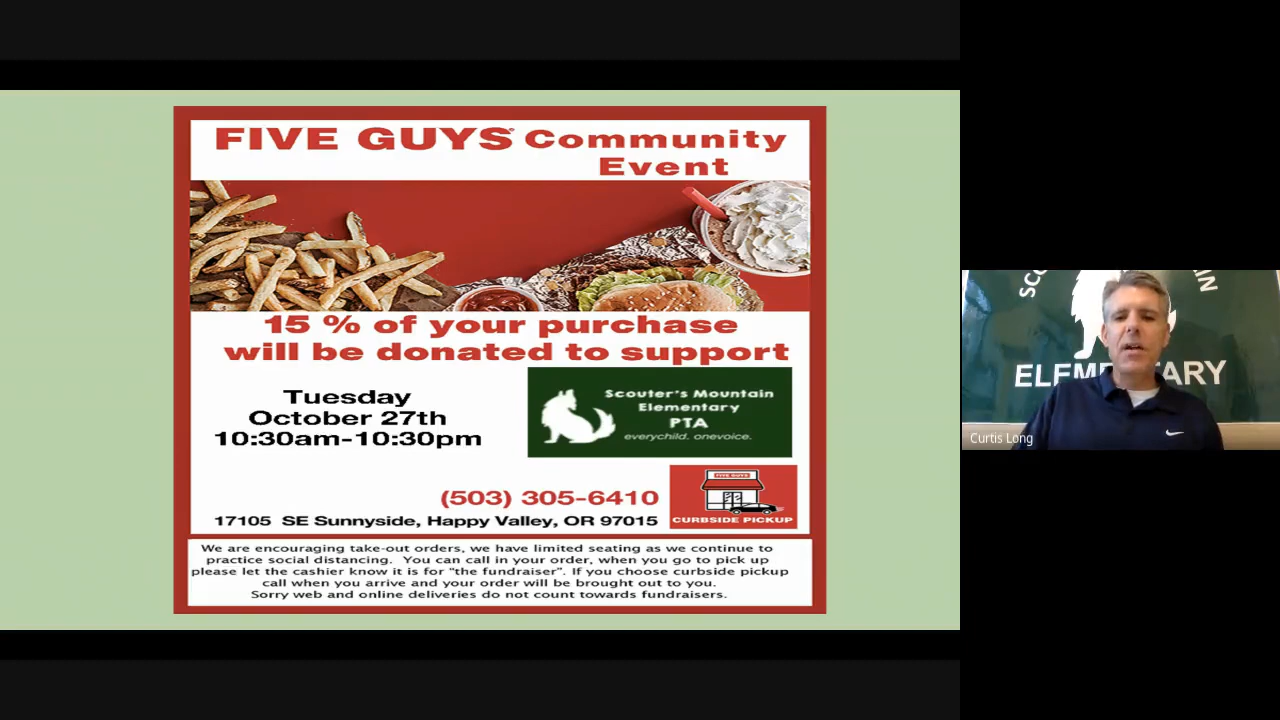 FIVE GUYS® Community
Event
15 % of your purchase
will be donated to support
Tuesday
October 27th
10:30am-10:30pm
Scouter's Mountain
Elementary
PTA
everychild. onevoice.
(503) 305-6410
17105 SE Sunnyside, Happy Valley, OR 97015
FIVE GUYS
CURBSIDE PICKUP
We are encouraging take-out orders, we have limited seating as we continue to
practice social distancing. You can call in your order, when you go to pick up
please let the cashier know it is for “the fundraiser”. If you choose curbside pickup
call when you arrive and your order will be brought out to you.
Sorry web and online deliveries do not count towards fundraisers.
Curtis Long